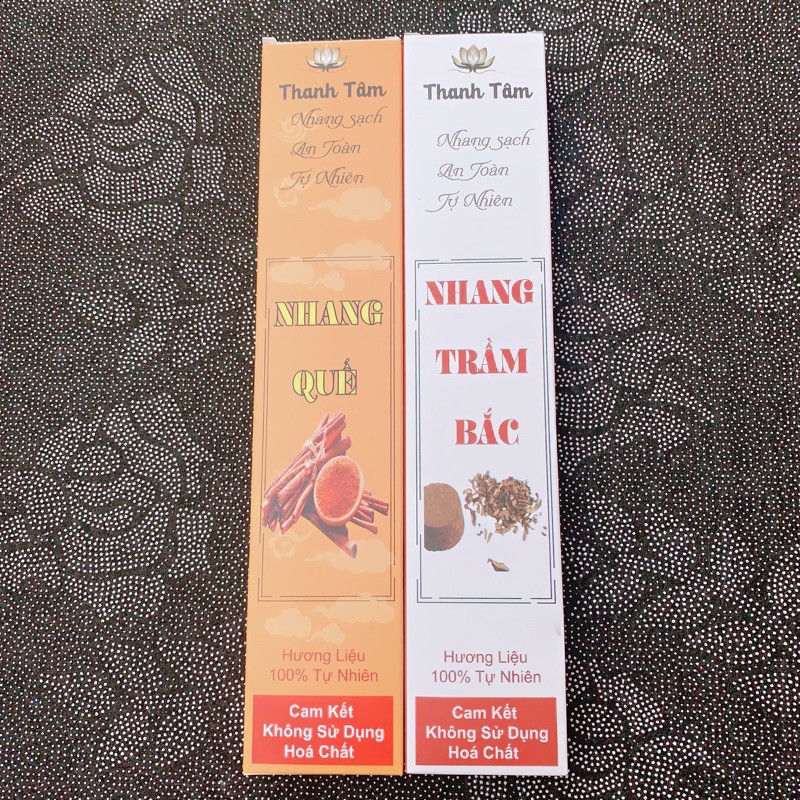 Thanh Tâm
Nhang sạch
An Toàn
Tự Nhiên
NHANG
QUẾ
Hương Liệu
100% Tự Nhiên
Cam Kết
Không Sử Dụng
Hoá Chất
Thanh Tâm
Nhang sạch
An Toàn
Tự Nhiên
NHANG
TRẦM
BẮC
Hương Liệu
100% Tự Nhiên
Cam Kết
Không Sử Dụng
Hoá Chất